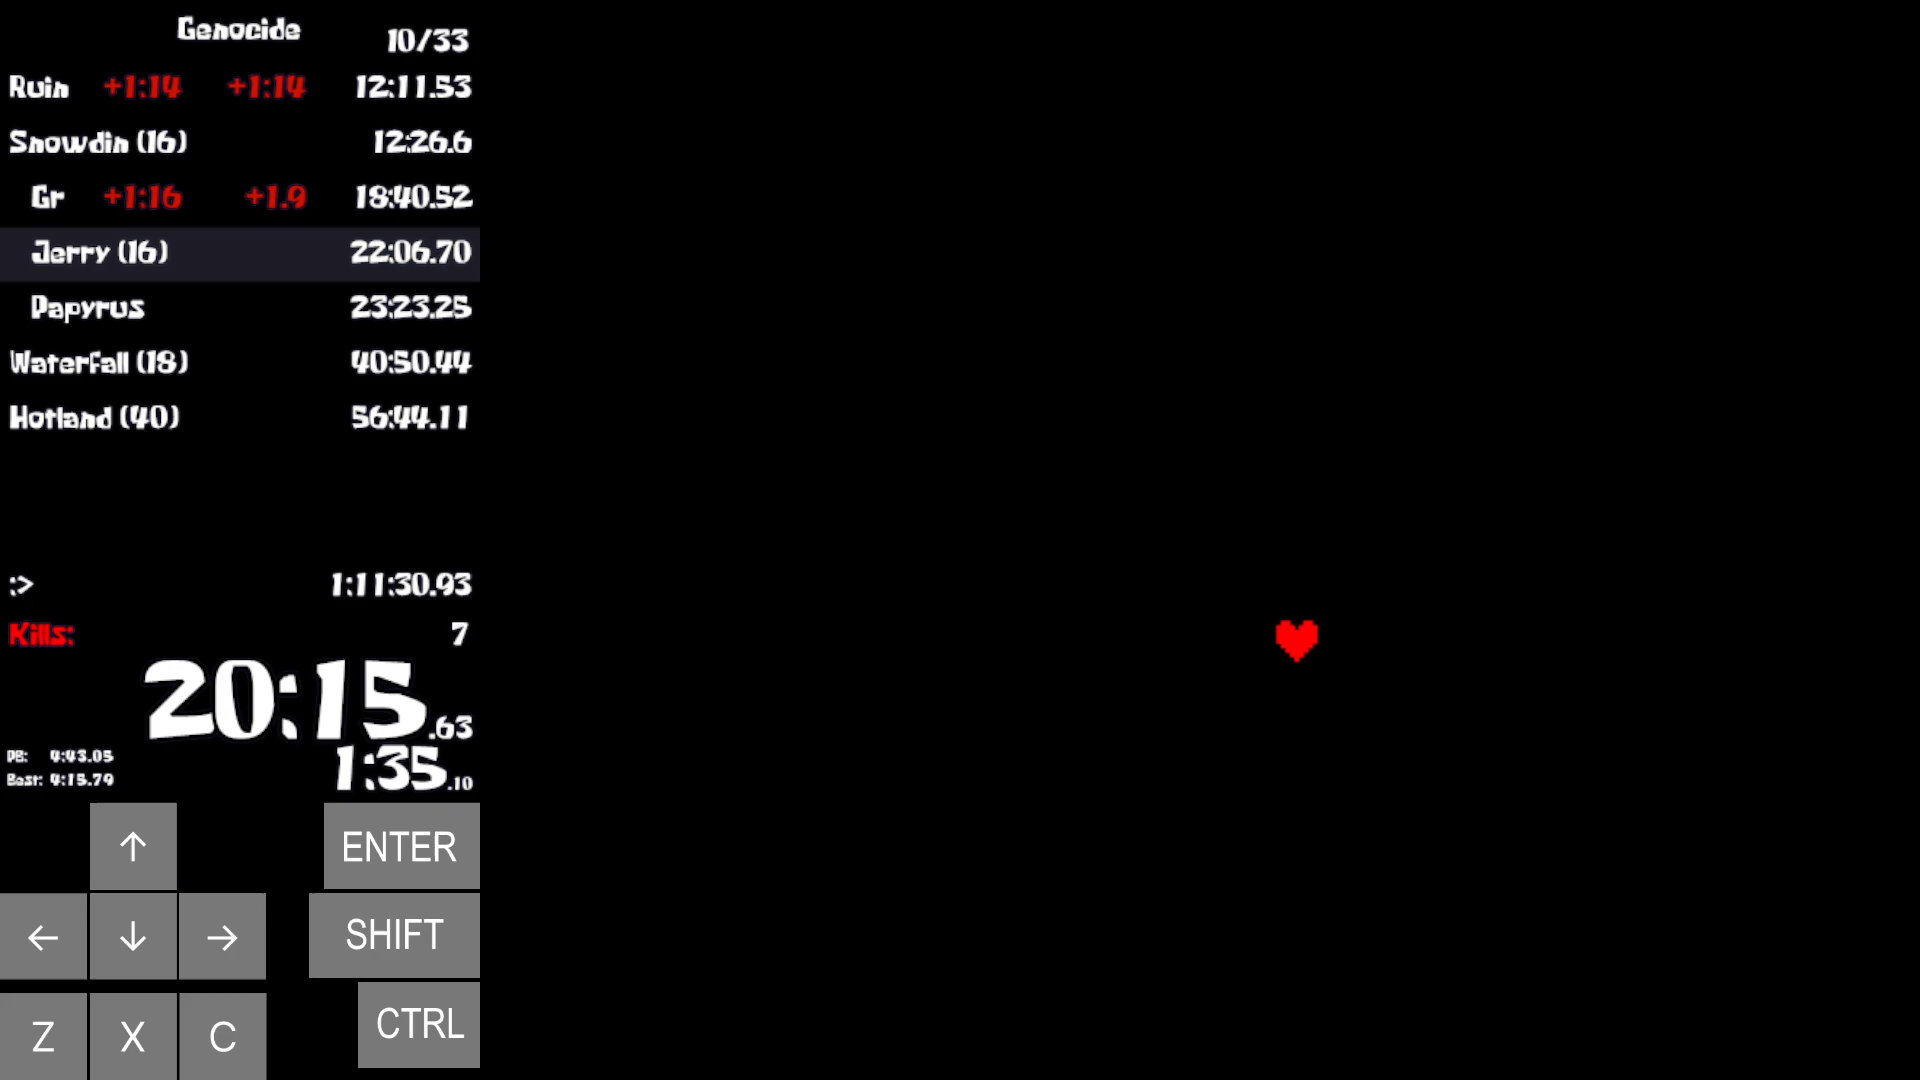 Genocide
10/33
Ruin +1:14 +1:14 12:11.53
Snowdin (16) 12:26.6
Gr +1:16 +1.9 18:40.52
Jerry (16) 22:06.70
Papyrus 23:23.25
Waterfall (18) 40:50.44
Hotland (40) 56:44.11
:> 1:11:30.93
Kills: 7
20:15.63
PB: 4:43.05
1:35.10
Best: 4:15.79
↑ ENTER
← ↓ → SHIFT
Z X C CTRL